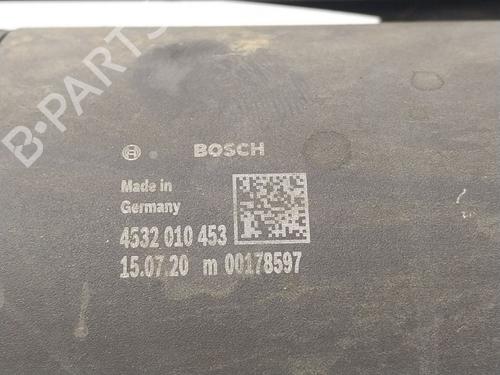 BOSCH
Made in
Germany
4532 010 453
15.07.20 m 00178597
B-PARTS